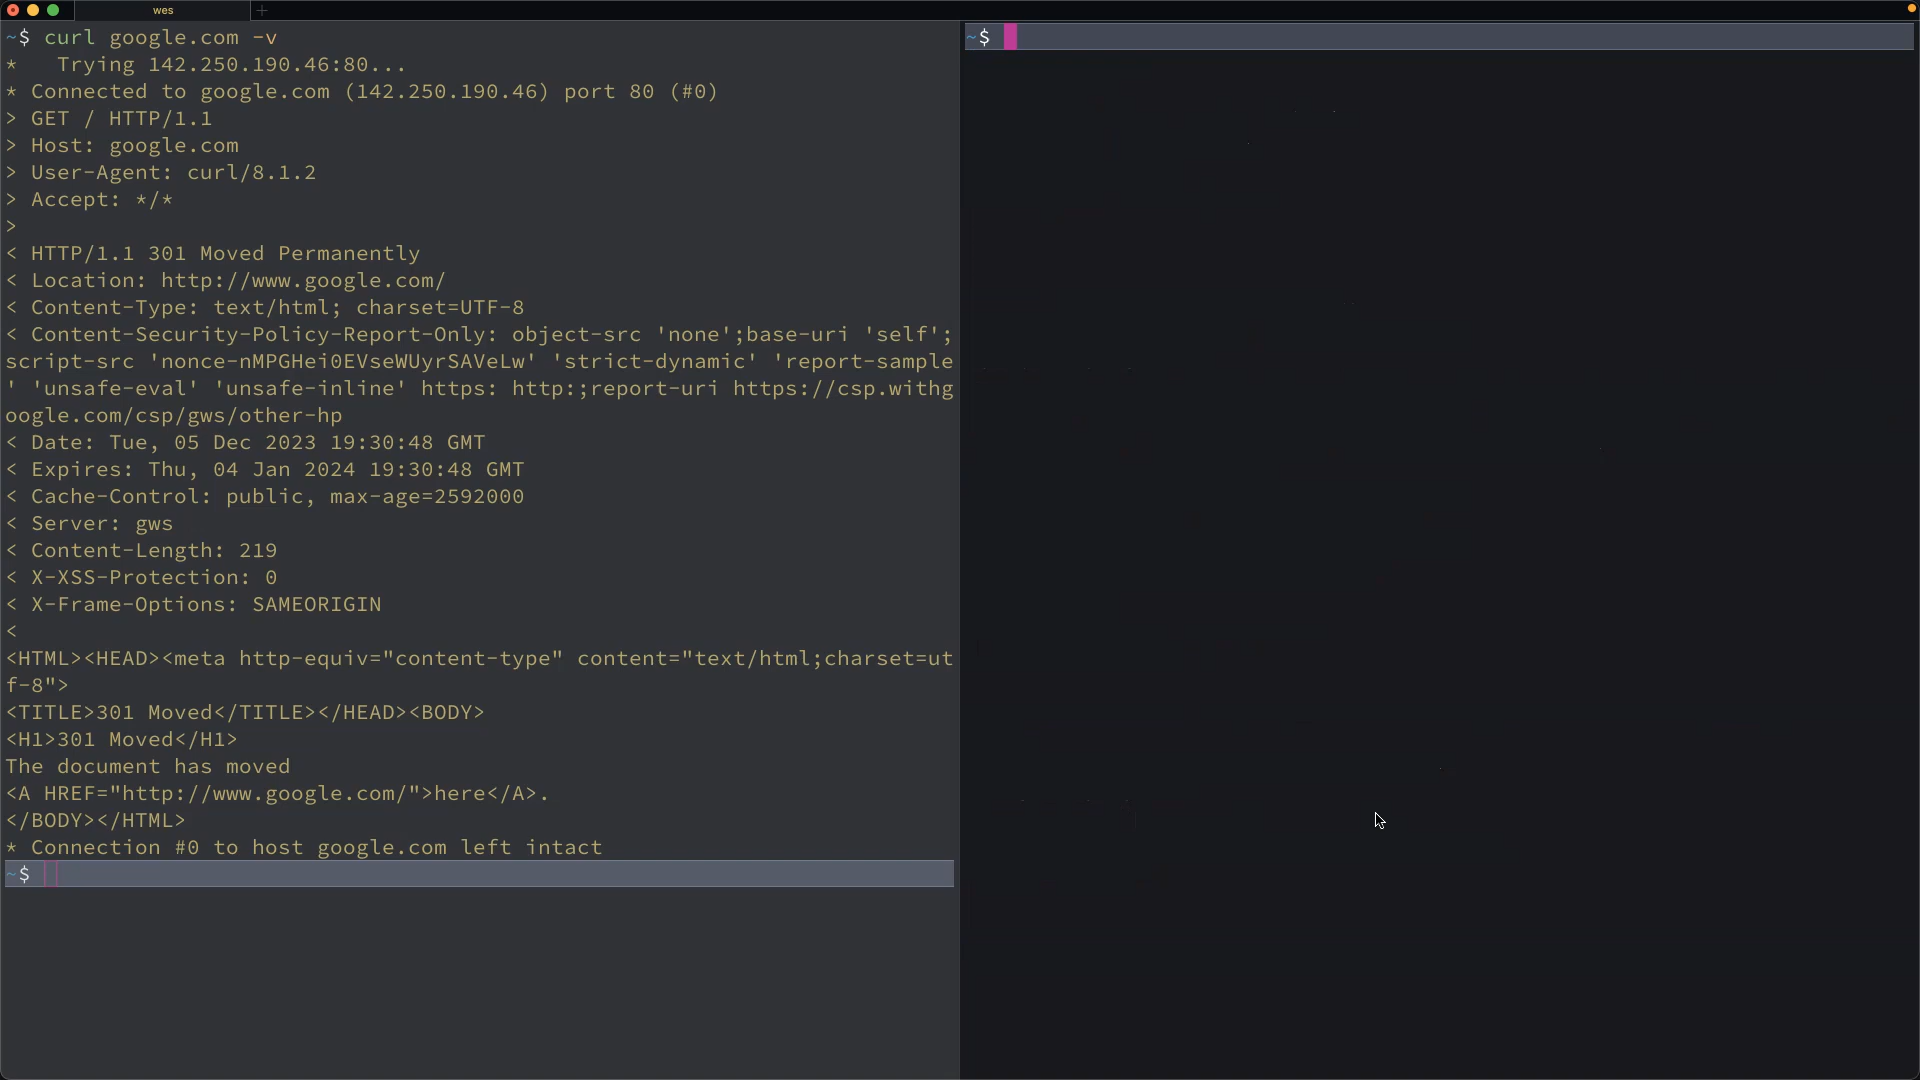 wes
~$ curl google.com -v
*   Trying 142.250.190.46:80...
* Connected to google.com (142.250.190.46) port 80 (#0)
> GET / HTTP/1.1
> Host: google.com
> User-Agent: curl/8.1.2
> Accept: */*
>
< HTTP/1.1 301 Moved Permanently
< Location: http://www.google.com/
< Content-Type: text/html; charset=UTF-8
< Content-Security-Policy-Report-Only: object-src 'none';base-uri 'self';
script-src 'nonce-nMPGHei0EVseWUyrSAVeLw' 'strict-dynamic' 'report-sample
' 'unsafe-eval' 'unsafe-inline' https: http:;report-uri https://csp.withg
oogle.com/csp/gws/other-hp
< Date: Tue, 05 Dec 2023 19:30:48 GMT
< Expires: Thu, 04 Jan 2024 19:30:48 GMT
< Cache-Control: public, max-age=2592000
< Server: gws
< Content-Length: 219
< X-XSS-Protection: 0
< X-Frame-Options: SAMEORIGIN
<
<HTML><HEAD><meta http-equiv="content-type" content="text/html;charset=ut
f-8">
<TITLE>301 Moved</TITLE></HEAD><BODY>
<H1>301 Moved</H1>
The document has moved
<A HREF="http://www.google.com/">here</A>.
</BODY></HTML>
* Connection #0 to host google.com left intact
~$
~$